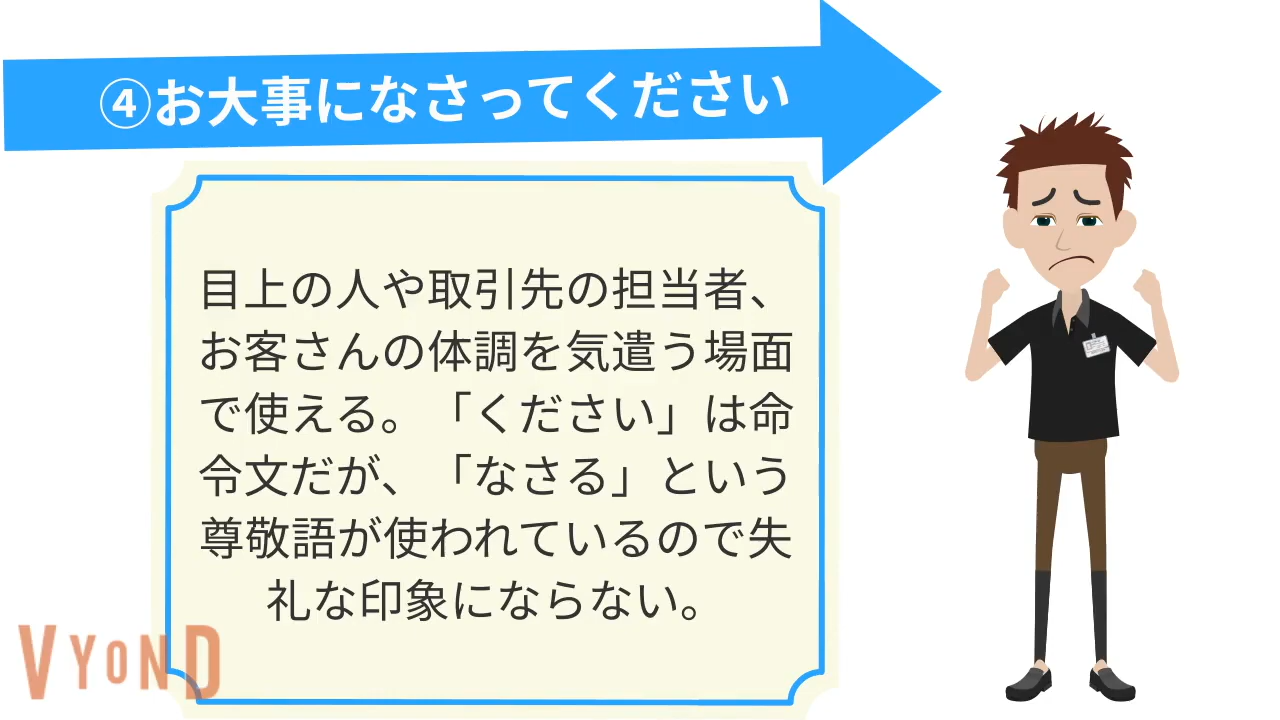 ④お大事になさってください
目上の人や取引先の担当者、
お客さんの体調を気遣う場面
で使える。「ください」は命
令文だが、「なさる」という
尊敬語が使われているので失
礼な印象にならない。
VYOND